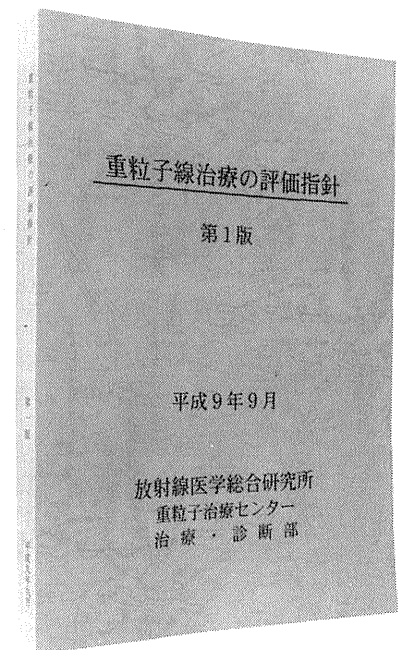 重粒子線治療の評価指針
第1版
平成9年9月
放射線医学総合研究所
重粒子治療センター
治療・診断部